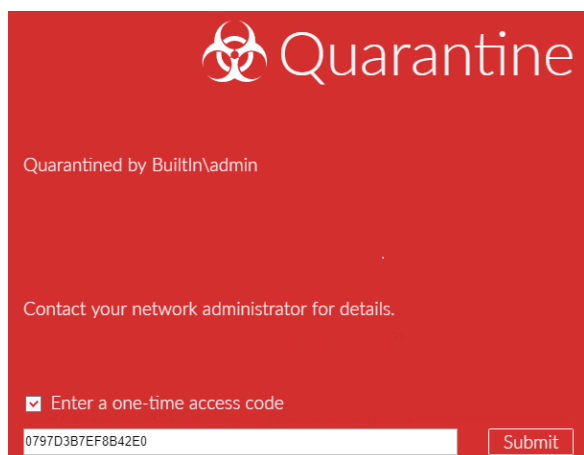 Quarantine
Quarantined by BuiltIn\admin
Contact your network administrator for details.
Enter a one-time access code
0797D3B7EF8B42E0
Submit